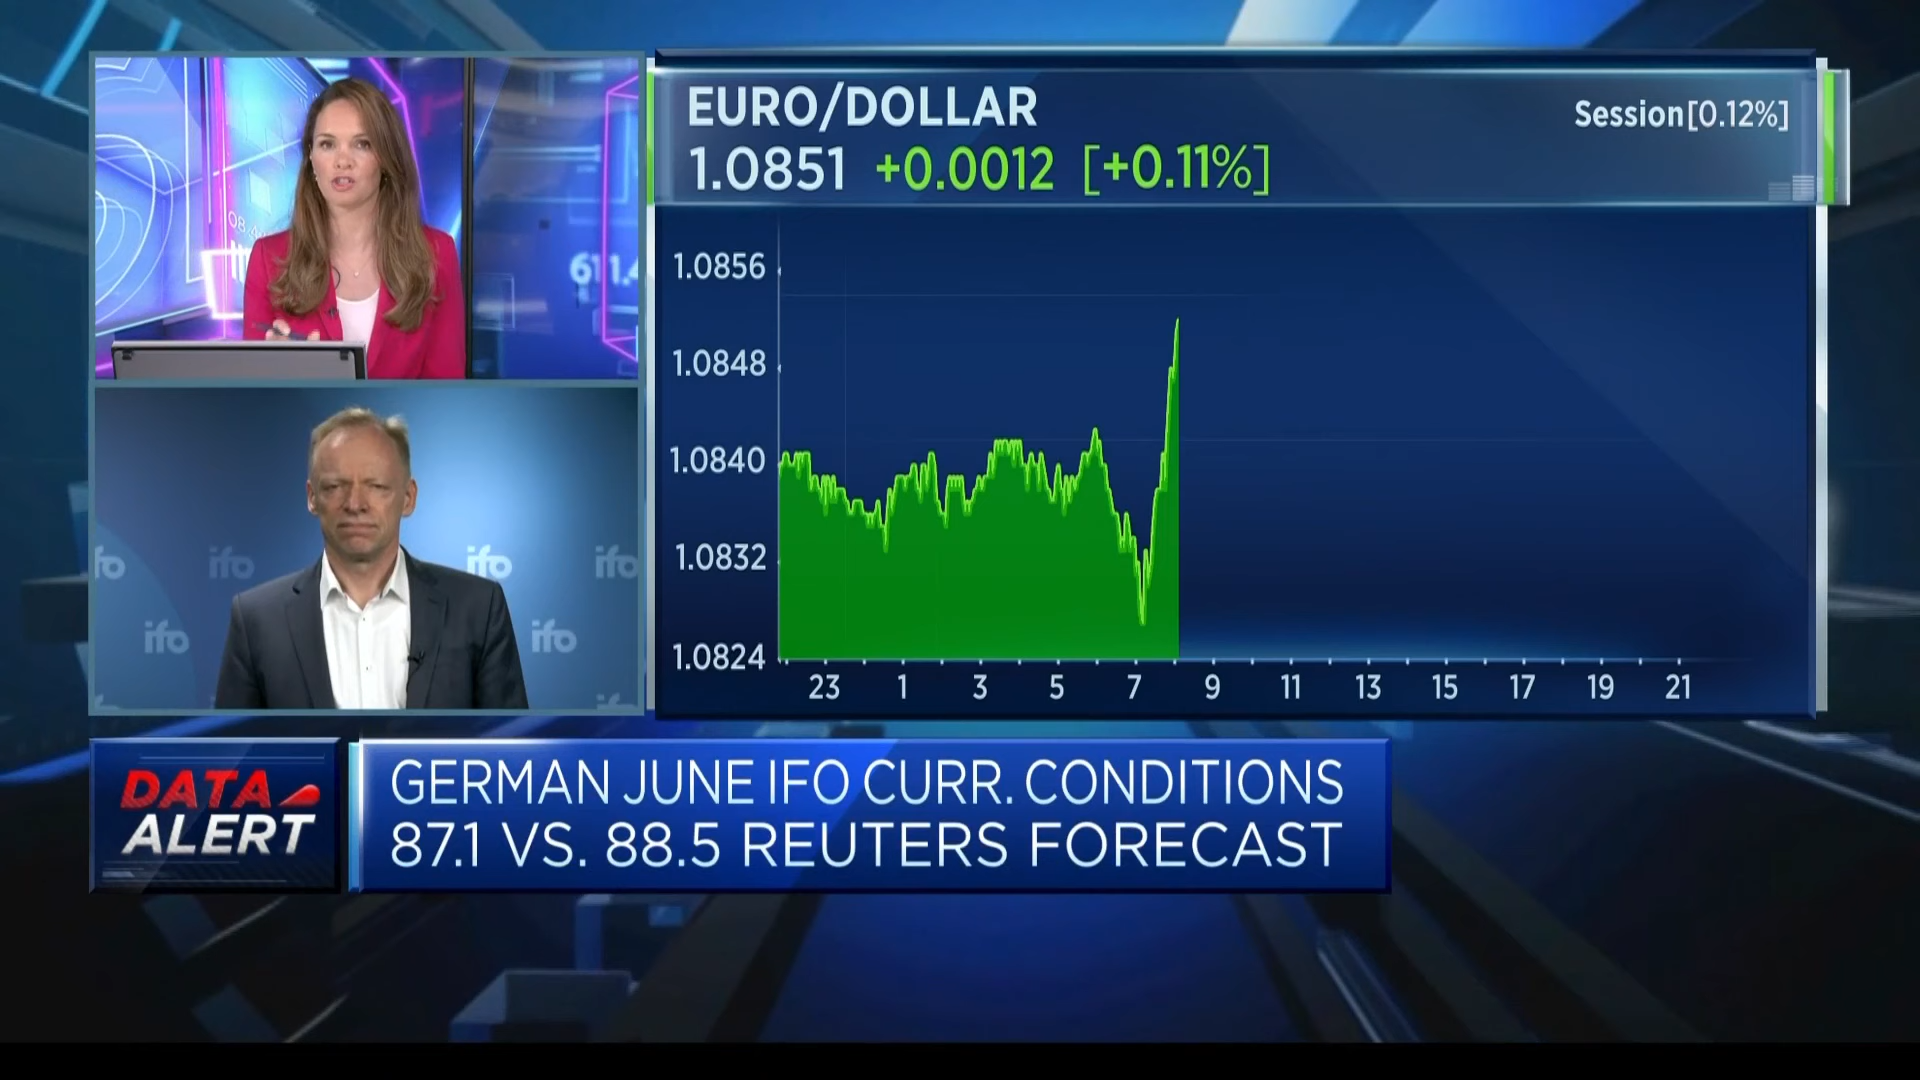 EURO/DOLLAR
Session[0.12%]
1.0851 +0.0012 [+0.11%]
1.0856
1.0848
1.0840
1.0832
1.0824
23 1 3 5 7 9 11 13 15 17 19 21
611.4
ifo ifo ifo
ifo ifo
DATA
ALERT
GERMAN JUNE IFO CURR. CONDITIONS
87.1 VS. 88.5 REUTERS FORECAST